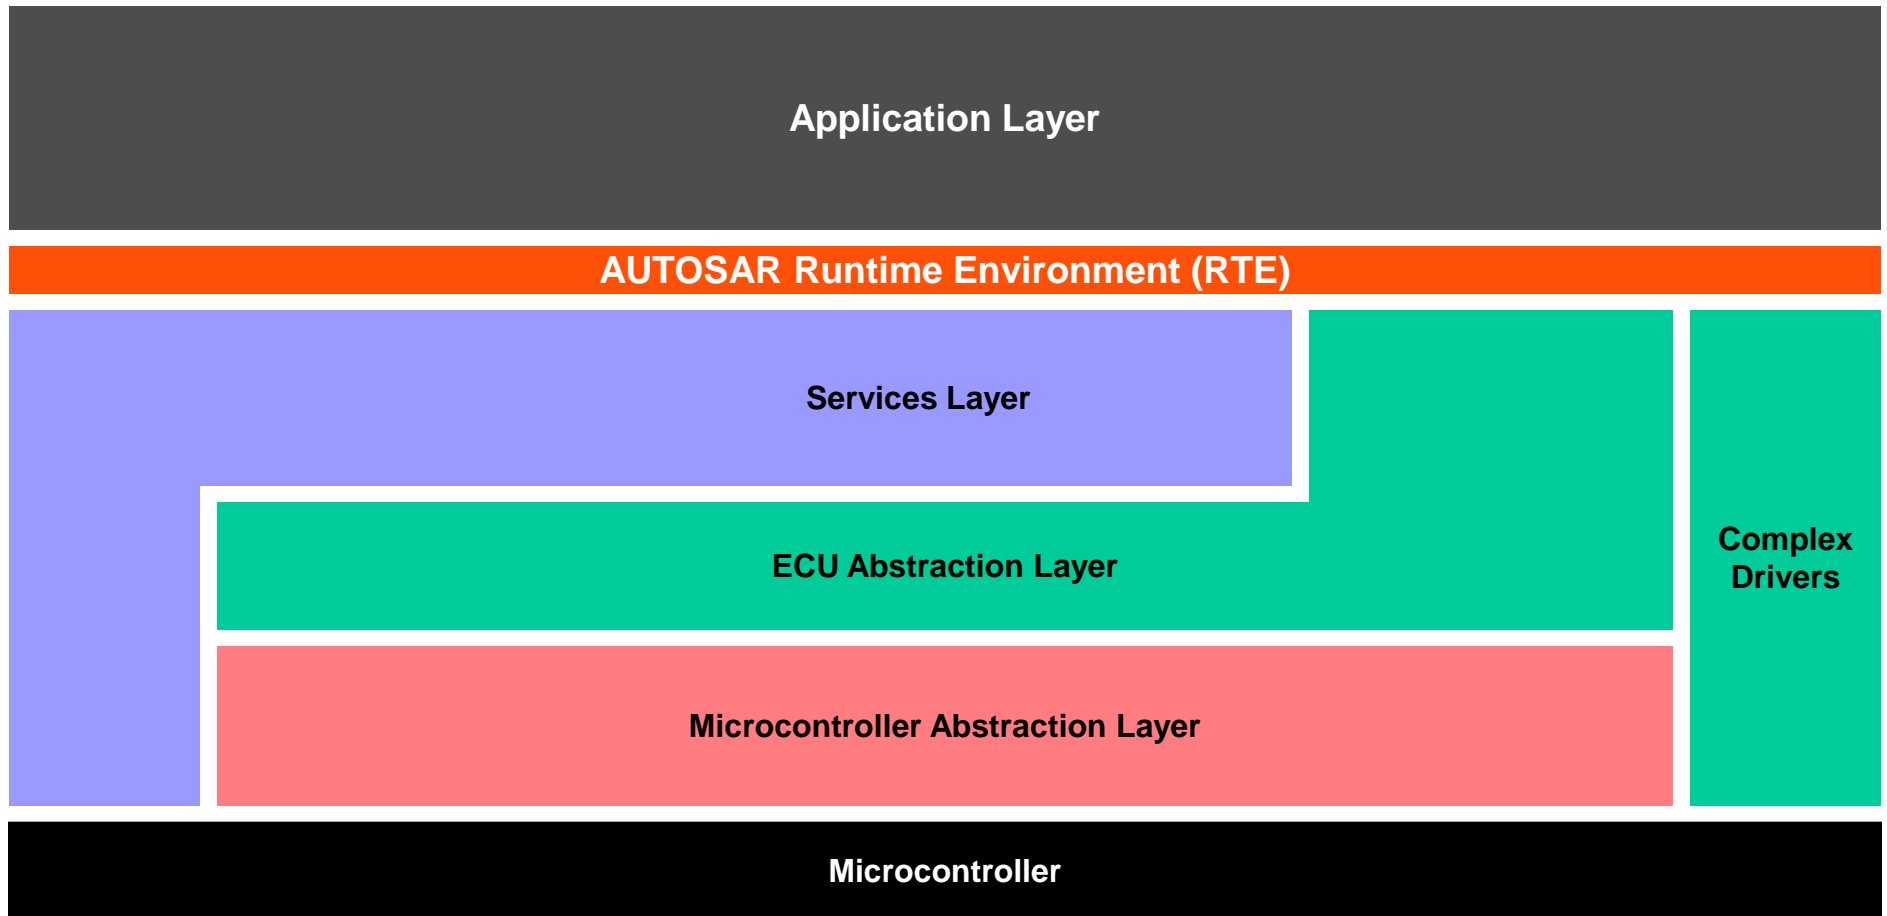 Application Layer
AUTOSAR Runtime Environment (RTE)
Services Layer
ECU Abstraction Layer
Complex
Drivers
Microcontroller Abstraction Layer
Microcontroller